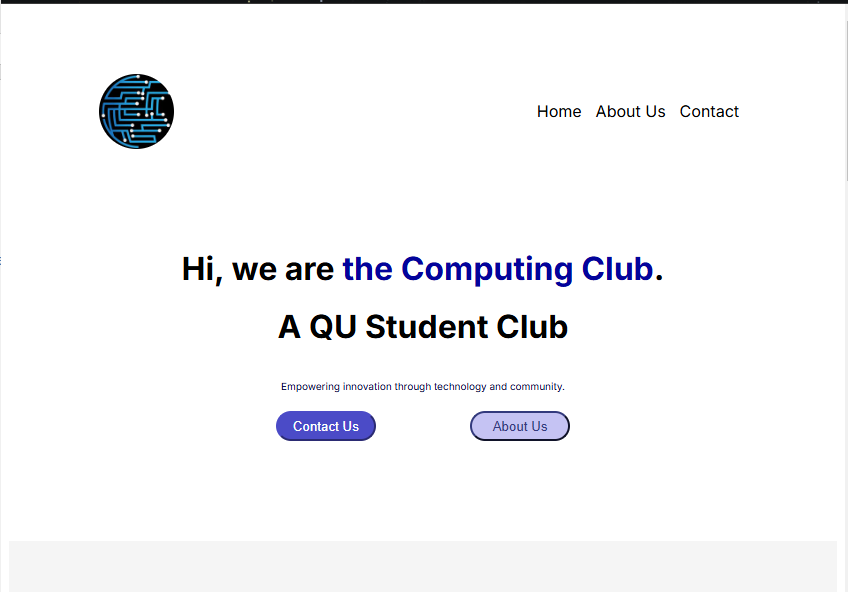 Home About Us Contact
Hi, we are the Computing Club.
A QU Student Club
Empowering innovation through technology and community.
Contact Us About Us